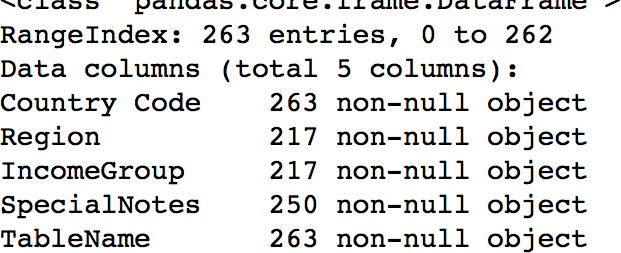 <class 'pandas.core.frame.DataFrame'>
RangeIndex: 263 entries, 0 to 262
Data columns (total 5 columns):
Country Code    263 non-null object
Region          217 non-null object
IncomeGroup     217 non-null object
SpecialNotes    250 non-null object
TableName       263 non-null object